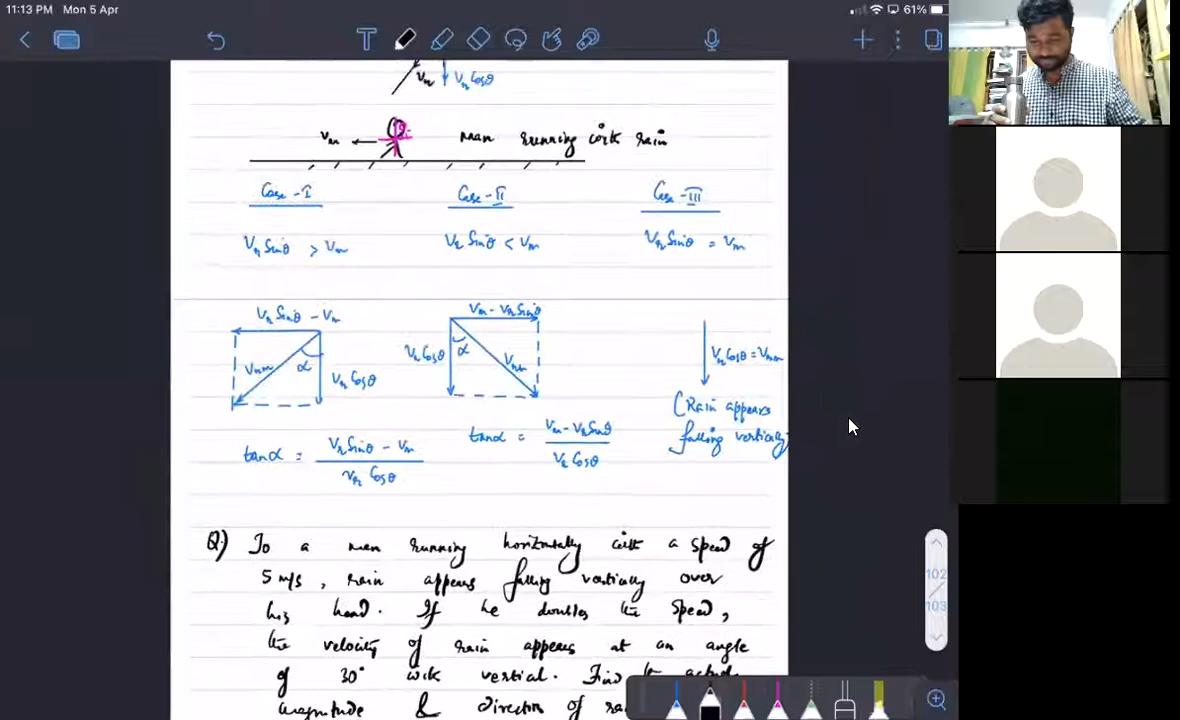 11:13 PM Mon 5 Apr
61%
T
Vr Vr Cosθ
Vm man running with rain
Case-I Case-II Case-III
Vr Sinθ > Vm Vr Sinθ < Vm Vr Sinθ = Vm
Vr Sinθ - Vm Vm - Vr Sinθ
Vrm α Vr Cosθ Vr Cosθ α Vrm Vr Cosθ = Vrm
(Rain appears
falling vertically
tanα = Vr Sinθ - Vm / Vr Cosθ tanα = Vm - Vr Sinθ / Vr Cosθ
Q) To a man running horizontally with a speed of
5 m/s, rain appears falling vertically over
his head. If he doubles the speed,
the velocity of rain appears at an angle
of 30° with vertical. Find
magnitude & direction of
102
103